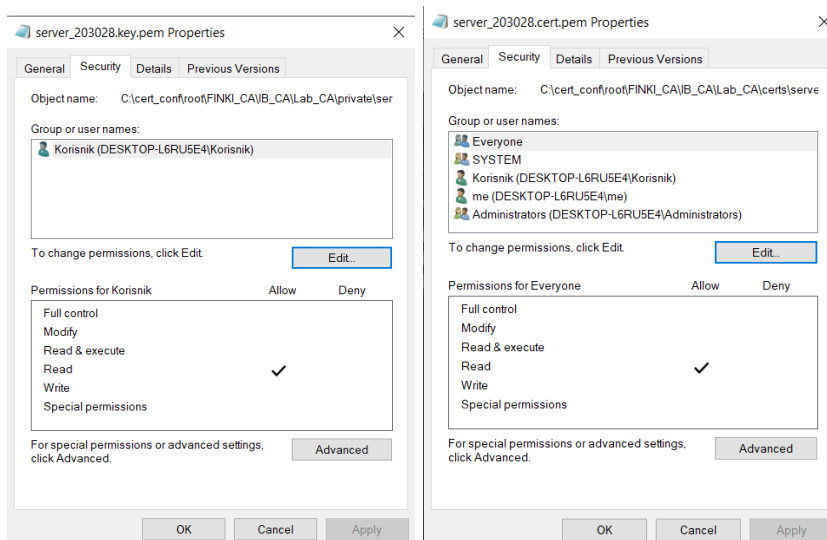 server_203028.key.pem Properties
General Security Details Previous Versions
Object name: C:\cert_conf\root\FINKI_CA\IB_CA\Lab_CA\private\ser
Group or user names:
Korisnik (DESKTOP-L6RU5E4\Korisnik)
To change permissions, click Edit.
Edit...
Permissions for Korisnik Allow Deny
Full control
Modify
Read & execute
Read
Write
Special permissions
For special permissions or advanced settings,
click Advanced.
Advanced
OK Cancel Apply
server_203028.cert.pem Properties
General Security Details Previous Versions
Object name: C:\cert_conf\root\FINKI_CA\IB_CA\Lab_CA\certs\serve
Group or user names:
Everyone
SYSTEM
Korisnik (DESKTOP-L6RU5E4\Korisnik)
me (DESKTOP-L6RU5E4\me)
Administrators (DESKTOP-L6RU5E4\Administrators)
To change permissions, click Edit.
Edit...
Permissions for Everyone Allow Deny
Full control
Modify
Read & execute
Read
Write
Special permissions
For special permissions or advanced settings,
click Advanced.
Advanced
OK Cancel Apply